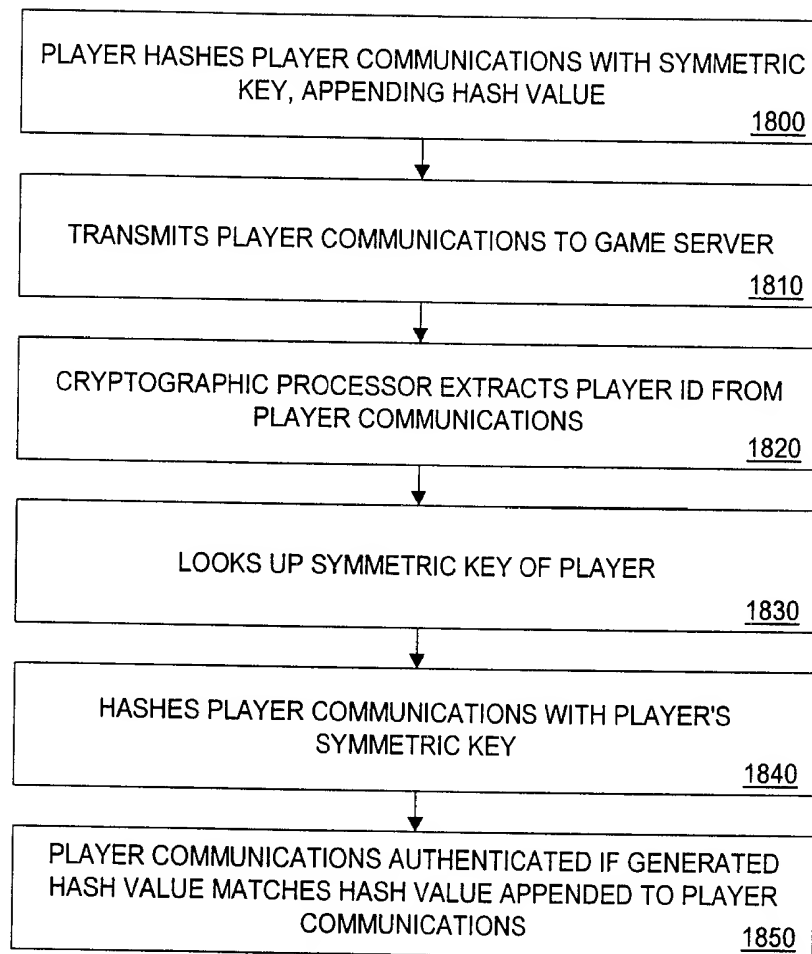 PLAYER HASHES PLAYER COMMUNICATIONS WITH SYMMETRIC
KEY, APPENDING HASH VALUE
1800
TRANSMITS PLAYER COMMUNICATIONS TO GAME SERVER
1810
CRYPTOGRAPHIC PROCESSOR EXTRACTS PLAYER ID FROM
PLAYER COMMUNICATIONS
1820
LOOKS UP SYMMETRIC KEY OF PLAYER
1830
HASHES PLAYER COMMUNICATIONS WITH PLAYER'S
SYMMETRIC KEY
1840
PLAYER COMMUNICATIONS AUTHENTICATED IF GENERATED
HASH VALUE MATCHES HASH VALUE APPENDED TO PLAYER
COMMUNICATIONS
1850